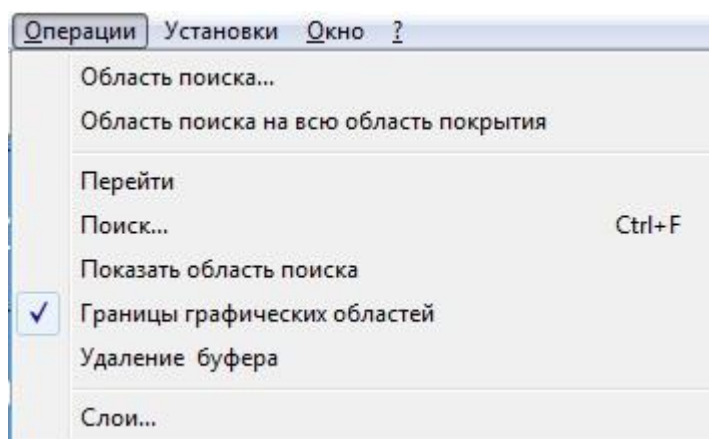 Операции Установки Окно ?
Область поиска...
Область поиска на всю область покрытия
Перейти
Поиск... Ctrl+F
Показать область поиска
Границы графических областей
Удаление буфера
Слои...